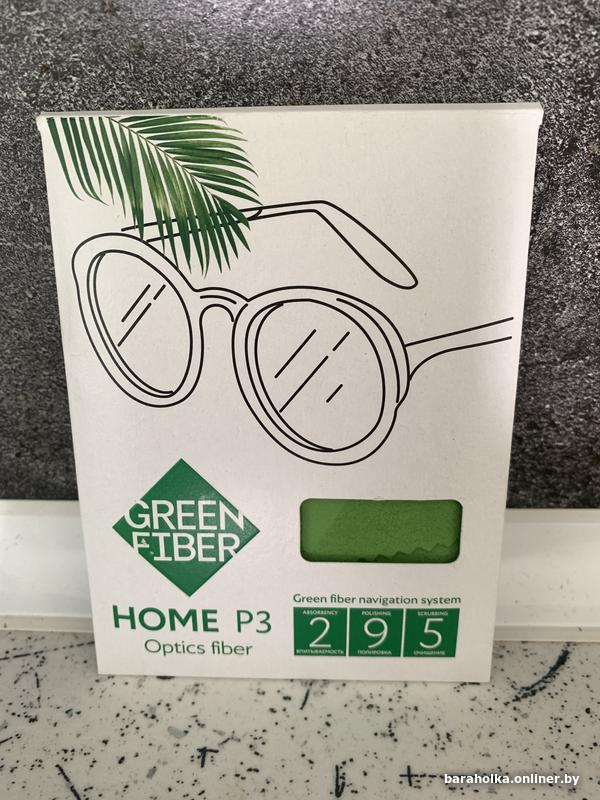 GREEN
FIBER
HOME P3
Optics fiber
Green fiber navigation system
ABSORBENCY POLISHING SCRUBBING
2 9 5
ВПИТЫВАЕМОСТЬ ПОЛИРОВКА ОЧИЩЕНИЕ
baraholka.onliner.by